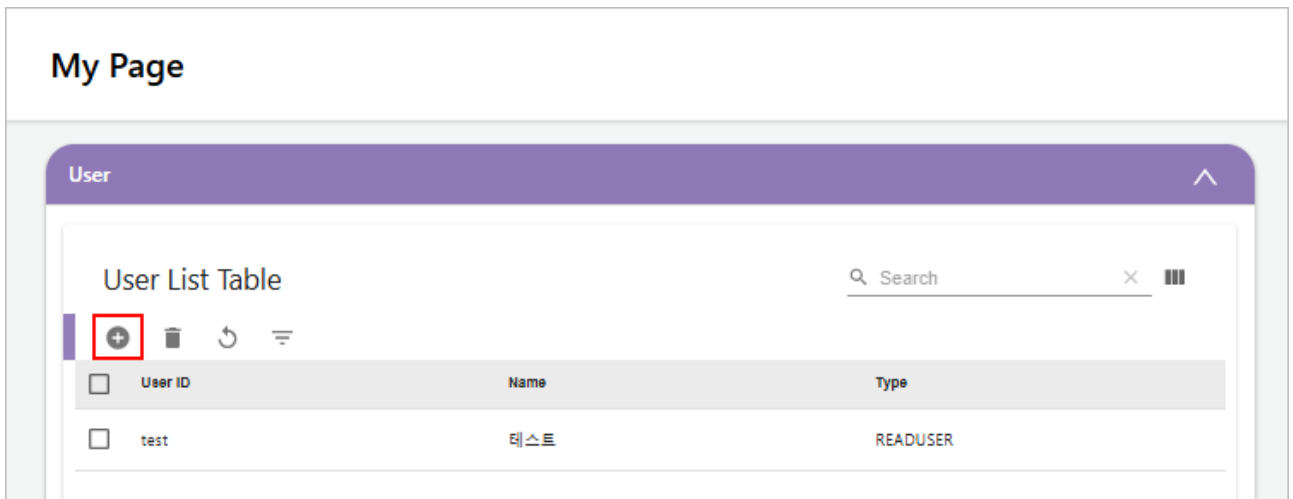 My Page
User
User List Table
Search
User ID Name Type
test 테스트 READUSER